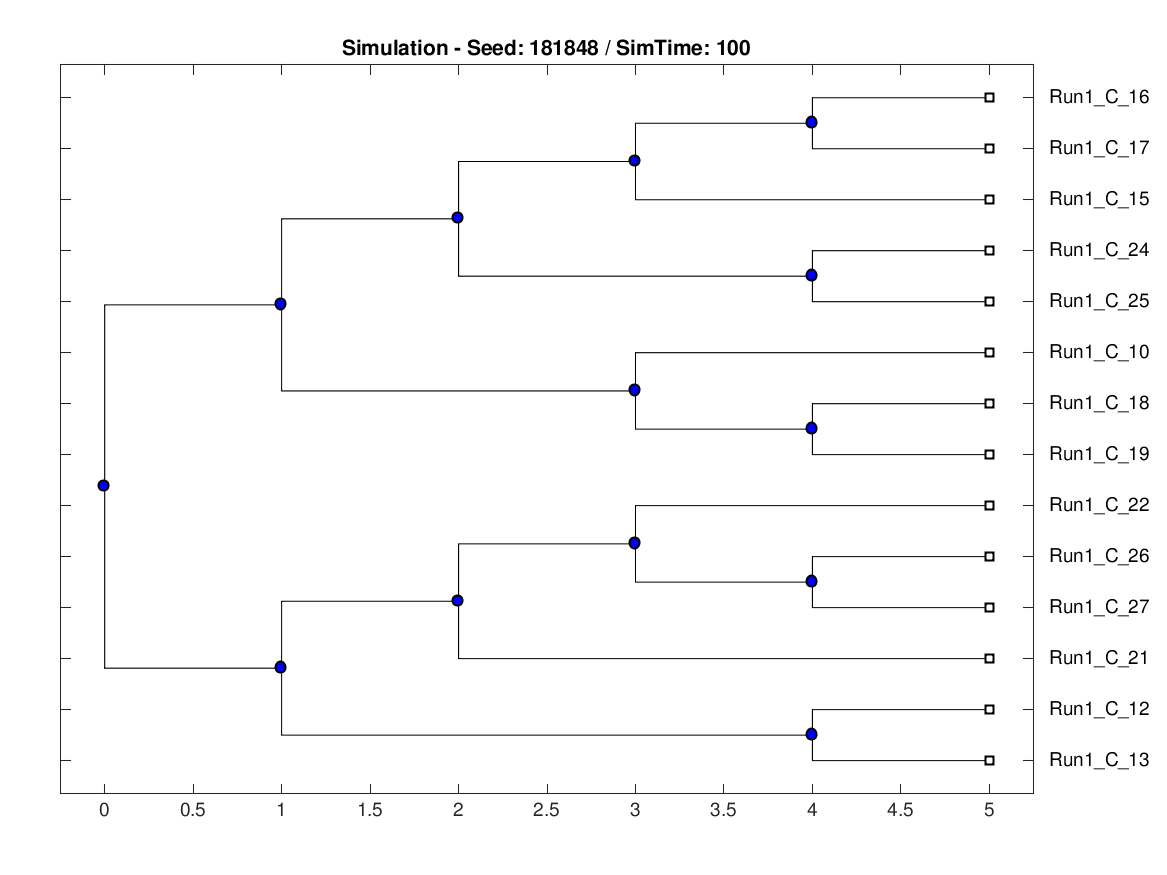 Simulation - Seed: 181848 / SimTime: 100
Run1_C_16
Run1_C_17
Run1_C_15
Run1_C_24
Run1_C_25
Run1_C_10
Run1_C_18
Run1_C_19
Run1_C_22
Run1_C_26
Run1_C_27
Run1_C_21
Run1_C_12
Run1_C_13
0 0.5 1 1.5 2 2.5 3 3.5 4 4.5 5